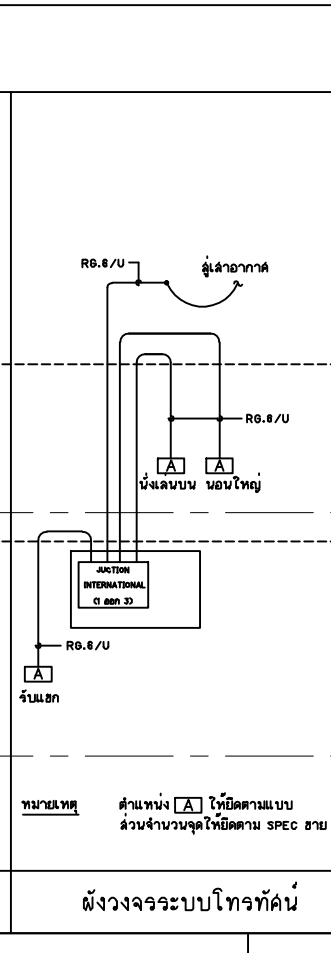 RG.6/U
สู่เสาอากาศ
RG.6/U
A A
นั่งเล่นบน นอนใหญ่
JUCTION
INTERNATIONAL
(1 ออก 3)
RG.6/U
A
รับแขก
หมายเหตุ ตำแหน่ง A ให้ยึดตามแบบ
ส่วนจำนวนจุดให้ยึดตาม SPEC ขาย
ผังวงจรระบบโทรทัศน์